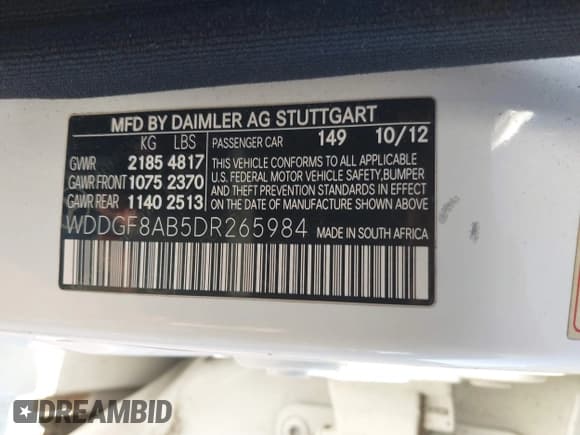 MFD BY DAIMLER AG STUTTGART
KG LBS PASSENGER CAR 149 10/12
GVWR 2185 4817 THIS VEHICLE CONFORMS TO ALL APPLICABLE
GAWR FRONT 1075 2370 U.S. FEDERAL MOTOR VEHICLE SAFETY, BUMPER
AND THEFT PREVENTION STANDARDS IN EFFECT
GAWR REAR 1140 2513 ON THE DATE OF MANUFACTURE SHOWN ABOVE
WDDGF8AB5DR265984 MADE IN SOUTH AFRICA
DREAMBID